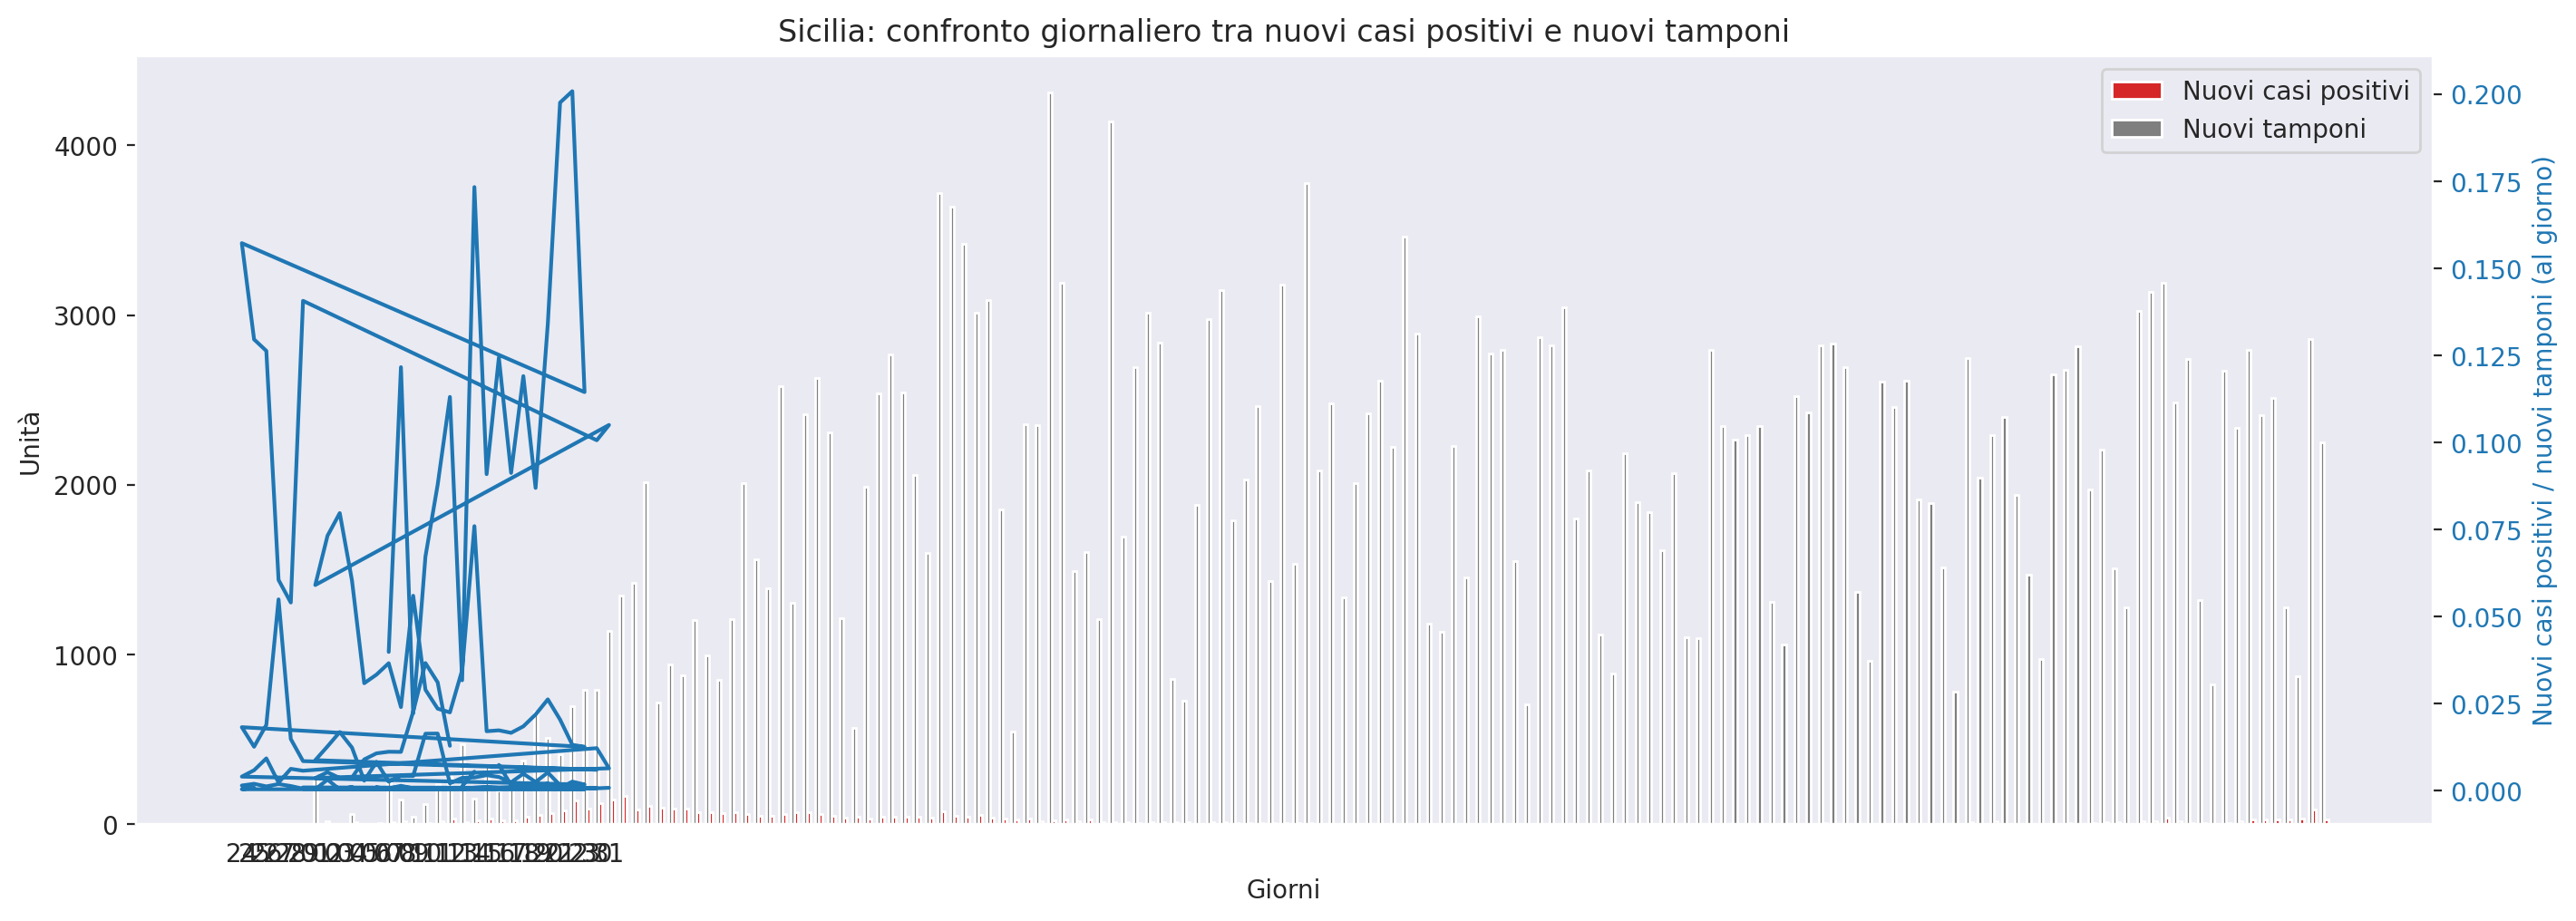 Sicilia: confronto giornaliero tra nuovi casi positivi e nuovi tamponi
Nuovi casi positivi
Nuovi tamponi
Unità
4000
3000
2000
1000
0
0.200
0.175
0.150
0.125
0.100
0.075
0.050
0.025
0.000
Nuovi casi positivi / nuovi tamponi (al giorno)
Giorni